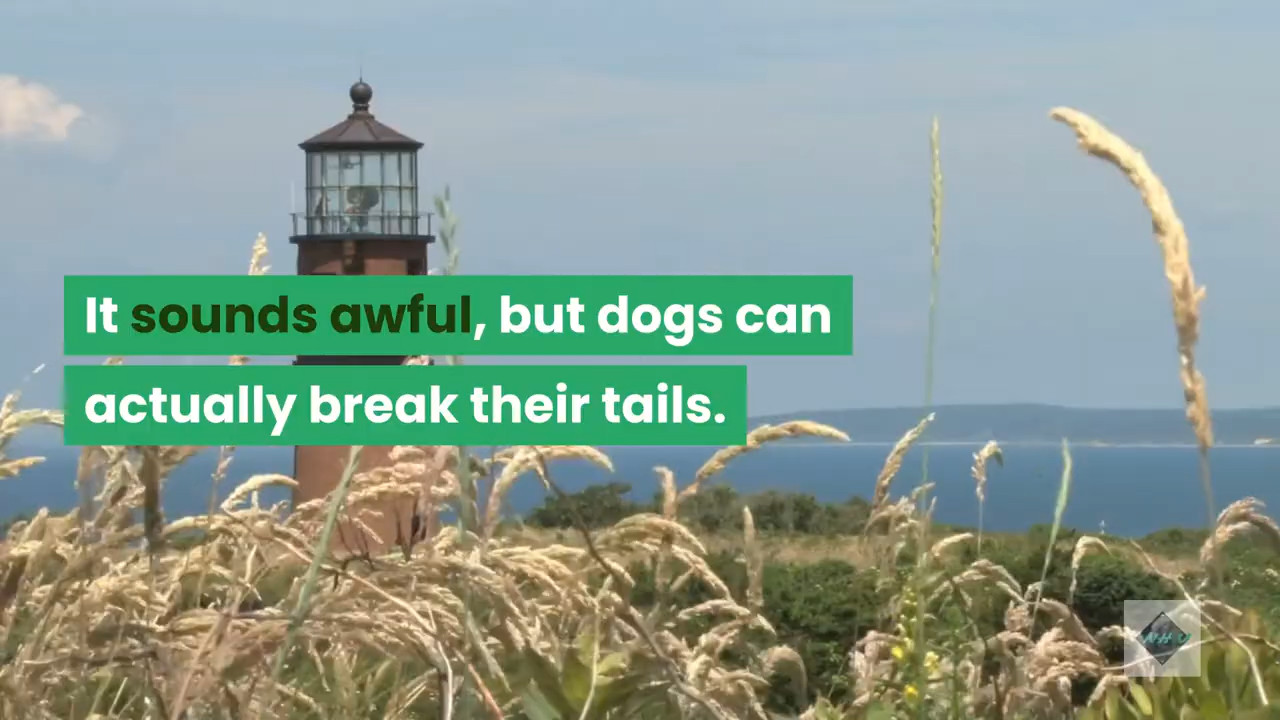 It sounds awful, but dogs can
actually break their tails.